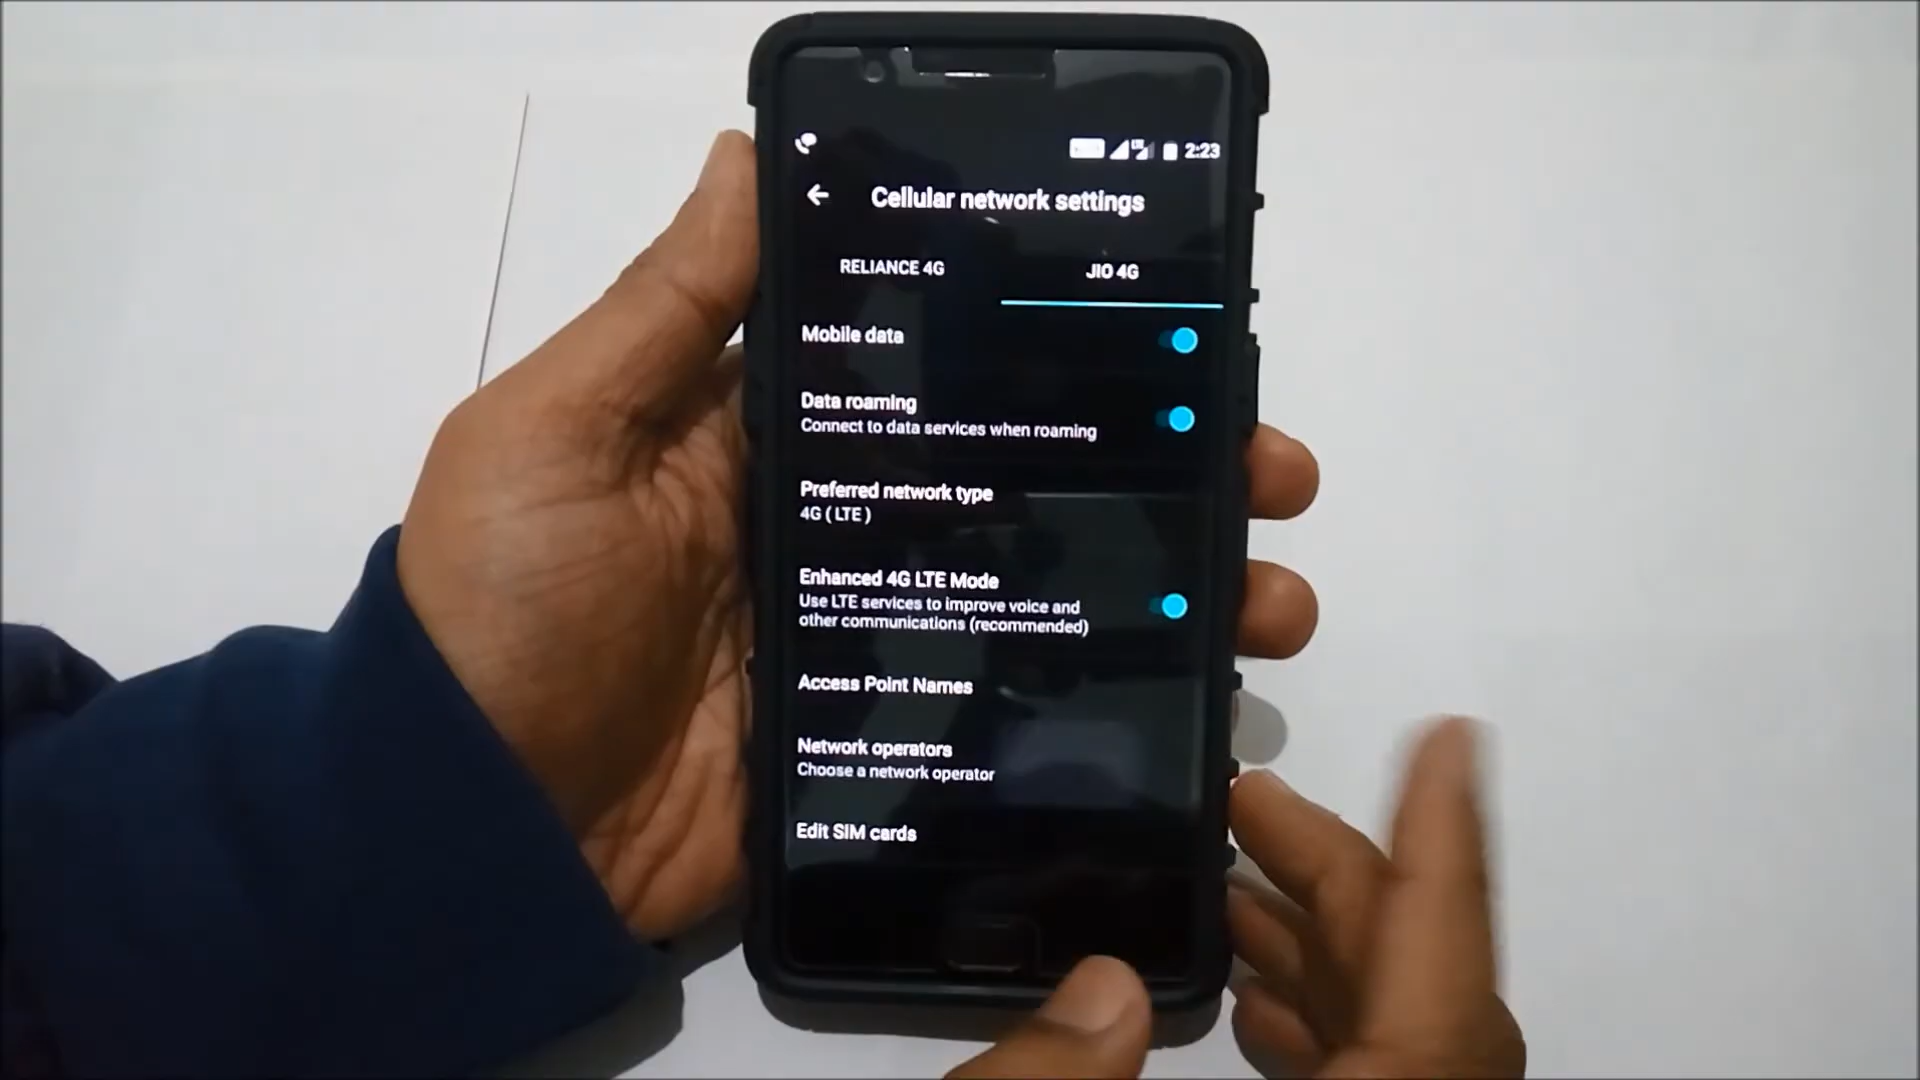 2:23
Cellular network settings
RELIANCE 4G
JIO 4G
Mobile data
Data roaming
Connect to data services when roaming
Preferred network type
4G ( LTE )
Enhanced 4G LTE Mode
Use LTE services to improve voice and
other communications (recommended)
Access Point Names
Network operators
Choose a network operator
Edit SIM cards